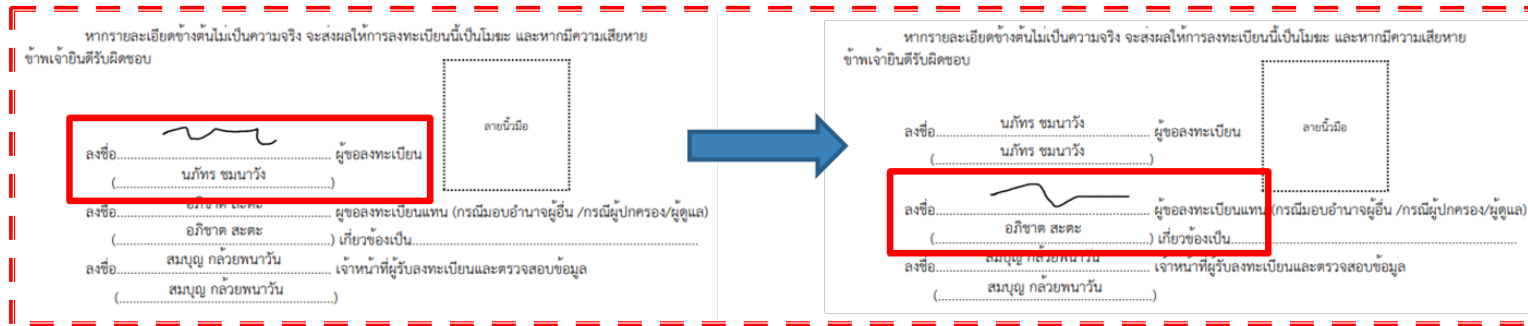 หากรายละเอียดข้างต้นไม่เป็นความจริง จะส่งผลให้การลงทะเบียนนี้เป็นโมฆะ และหากมีความเสียหาย
ข้าพเจ้ายินดีรับผิดชอบ
ลายนิ้วมือ
ลงชื่อ.................................................... ผู้ขอลงทะเบียน
นภัทร ชมนาวัง
(....................................................)
อภิชาต สะตะ
ลงชื่อ.................................................... ผู้ขอลงทะเบียนแทน (กรณีมอบอำนาจผู้อื่น /กรณีผู้ปกครอง/ผู้ดูแล)
อภิชาต สะตะ
(....................................................) เกี่ยวข้องเป็น....................................................................
สมบุญ กล้วยพนาวัน
ลงชื่อ.................................................... เจ้าหน้าที่ผู้รับลงทะเบียนและตรวจสอบข้อมูล
สมบุญ กล้วยพนาวัน
(....................................................)
หากรายละเอียดข้างต้นไม่เป็นความจริง จะส่งผลให้การลงทะเบียนนี้เป็นโมฆะ และหากมีความเสียหาย
ข้าพเจ้ายินดีรับผิดชอบ
ลายนิ้วมือ
นภัทร ชมนาวัง
ลงชื่อ.................................................... ผู้ขอลงทะเบียน
นภัทร ชมนาวัง
(....................................................)
ลงชื่อ.................................................... ผู้ขอลงทะเบียนแทน (กรณีมอบอำนาจผู้อื่น /กรณีผู้ปกครอง/ผู้ดูแล)
อภิชาต สะตะ
(....................................................) เกี่ยวข้องเป็น....................................................................
สมบุญ กล้วยพนาวัน
ลงชื่อ.................................................... เจ้าหน้าที่ผู้รับลงทะเบียนและตรวจสอบข้อมูล
สมบุญ กล้วยพนาวัน
(....................................................)